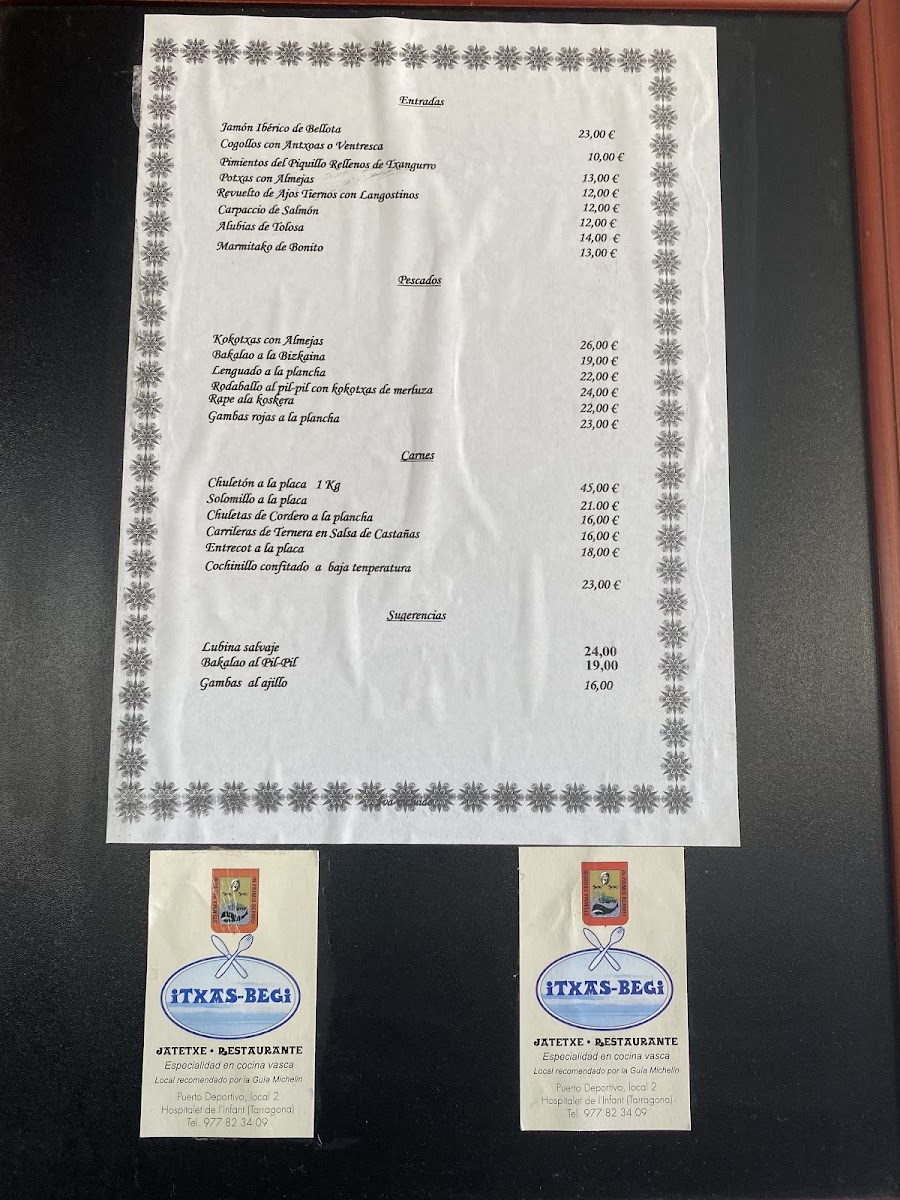 Entradas
Jamón Ibérico de Bellota 23,00 €
Cogollos con Antxoas o Ventresca 10,00 €
Pimientos del Piquillo Rellenos de Txangurro 13,00 €
Potxas con Almejas 12,00 €
Revuelto de Ajos Tiernos con Langostinos 12,00 €
Carpaccio de Salmón 12,00 €
Alubias de Tolosa 14,00 €
Marmitako de Bonito 13,00 €
Pescados
Kokotxas con Almejas 26,00 €
Bakalao a la Bizkaina 19,00 €
Lenguado a la plancha 22,00 €
Rodaballo al pil-pil con kokotxas de merluza 24,00 €
Rape ala koskera 22,00 €
Gambas rojas a la plancha 23,00 €
Carnes
Chuletón a la placa 1 Kg 45,00 €
Solomillo a la placa 21.00 €
Chuletas de Cordero a la plancha 16,00 €
Carrileras de Ternera en Salsa de Castañas 16,00 €
Entrecot a la placa 18,00 €
Cochinillo confitado a baja tenperatura 23,00 €
Sugerencias
Lubina salvaje 24,00
Bakalao al Pil-Pil 19,00
Gambas al ajillo 16,00
Iva incluido
iTXAS-BEGi
JATETXE • RESTAURANTE
Especialidad en cocina vasca
Local recomendado por la Guía Michelin
Puerto Deportivo, local 2
Hospitalet de l'Infant (Tarragona)
Tel. 977 82 34 09
iTXAS-BEGi
JATETXE • RESTAURANTE
Especialidad en cocina vasca
Local recomendado por la Guía Michelin
Puerto Deportivo, local 2
Hospitalet de l'Infant (Tarragona)
Tel. 977 82 34 09